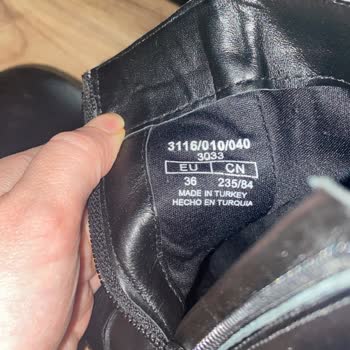 3116/010/040
3033
EU CN
36 235/84
MADE IN TURKEY
HECHO EN TURQUIA